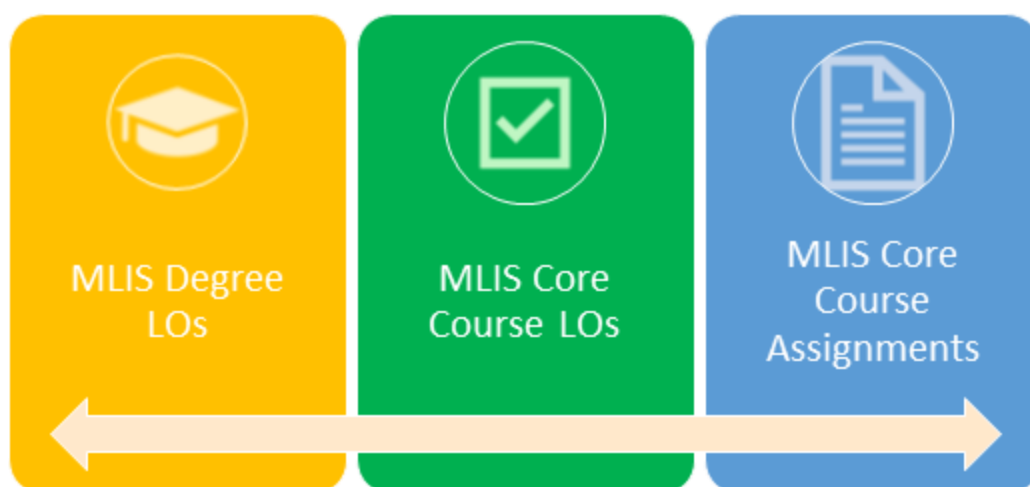 MLIS Degree
LOs
MLIS Core
Course LOs
MLIS Core
Course
Assignments